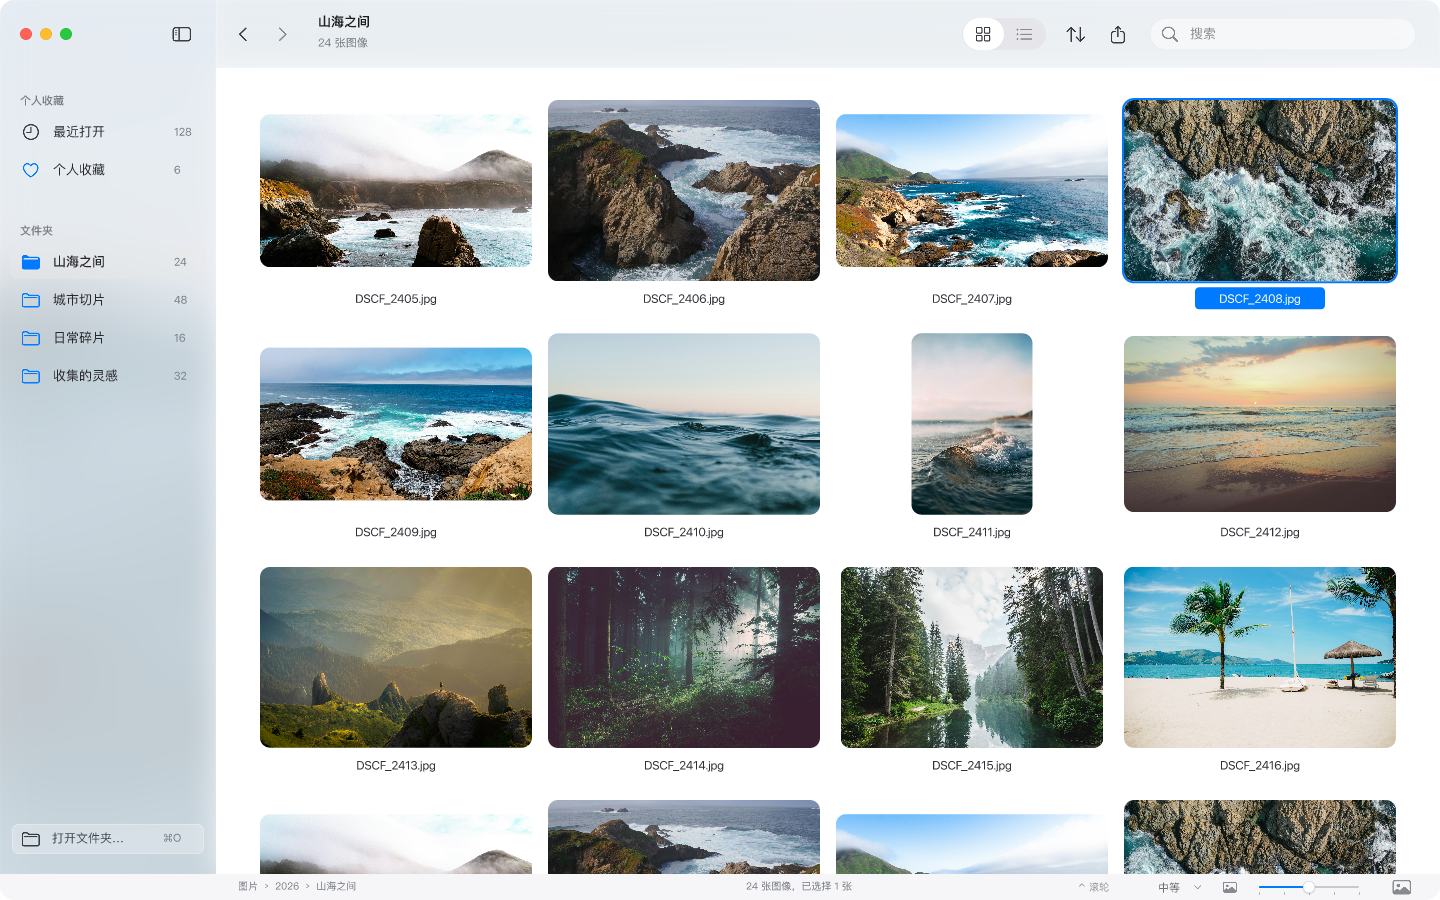 山海之间
24 张图像
搜索
个人收藏
最近打开 128
个人收藏 6
文件夹
山海之间 24
城市切片 48
日常碎片 16
收集的灵感 32
打开文件夹... ⌘O
DSCF_2405.jpg
DSCF_2406.jpg
DSCF_2407.jpg
DSCF_2408.jpg
DSCF_2409.jpg
DSCF_2410.jpg
DSCF_2411.jpg
DSCF_2412.jpg
DSCF_2413.jpg
DSCF_2414.jpg
DSCF_2415.jpg
DSCF_2416.jpg
图片 › 2026 › 山海之间
24 张图像，已选择 1 张
⌃ 滚轮
中等